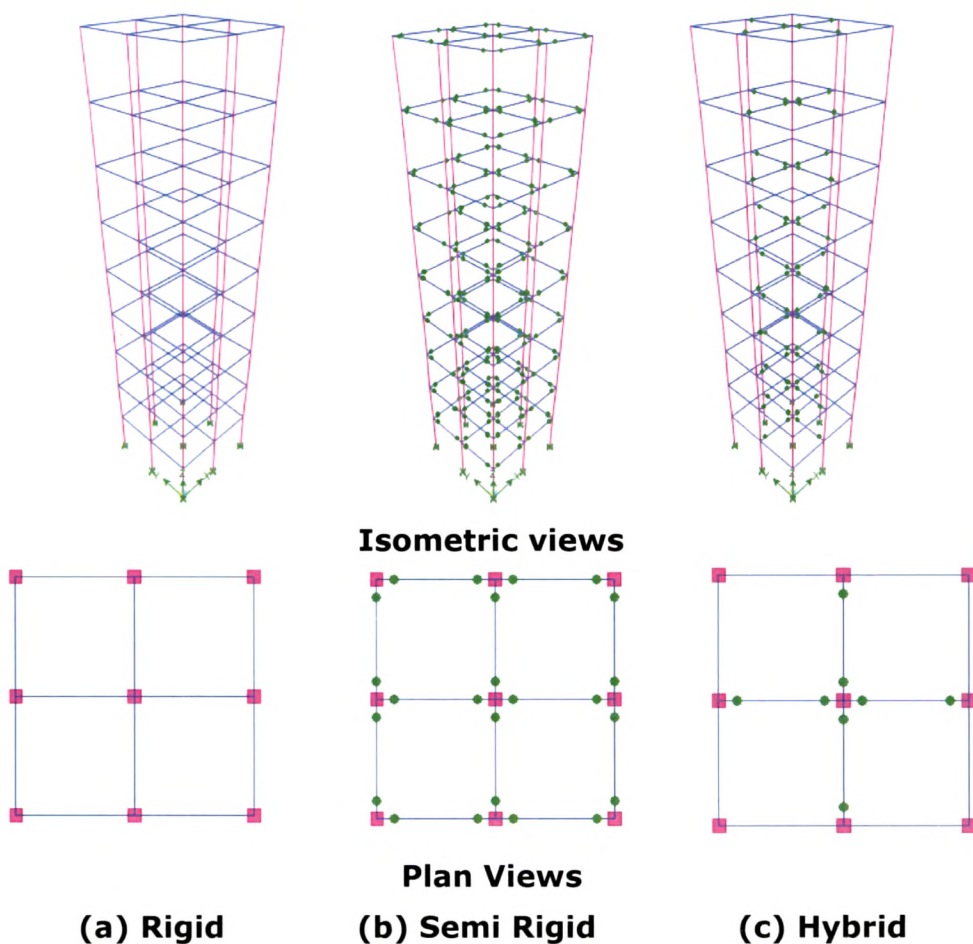 Isometric views
Plan Views
(a) Rigid
(b) Semi Rigid
(c) Hybrid